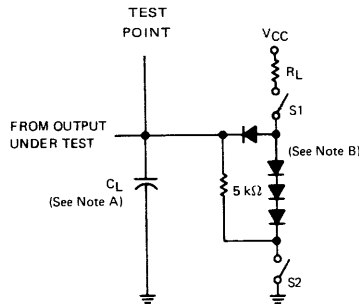 TEST
POINT
VCC
RL
S1
FROM OUTPUT
UNDER TEST
(See Note B)
CL
(See Note A)
5 kΩ
S2